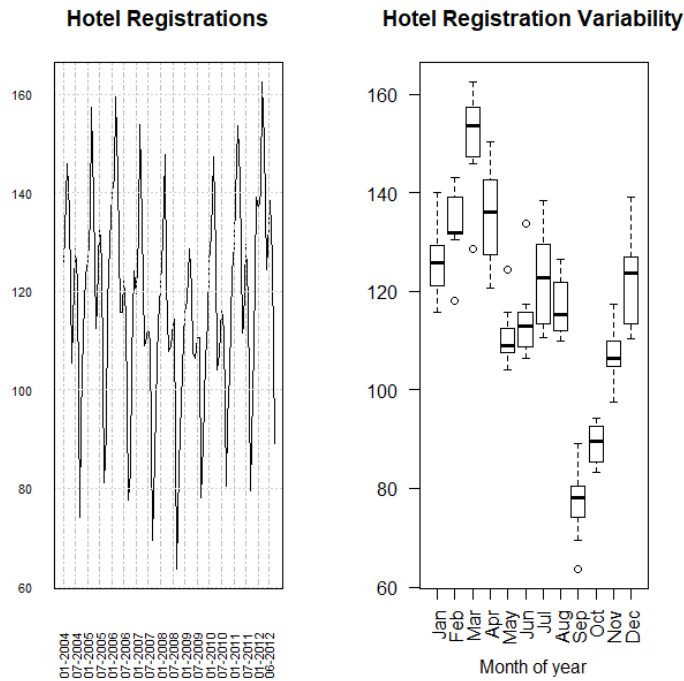 Hotel Registrations
160
140
120
100
80
60
01-2004
07-2004
01-2005
07-2005
01-2006
07-2006
01-2007
07-2007
01-2008
07-2008
01-2009
07-2009
01-2010
07-2010
01-2011
07-2011
01-2012
06-2012
Hotel Registration Variability
160
140
120
100
80
60
Jan
Feb
Mar
Apr
May
Jun
Jul
Aug
Sep
Oct
Nov
Dec
Month of year